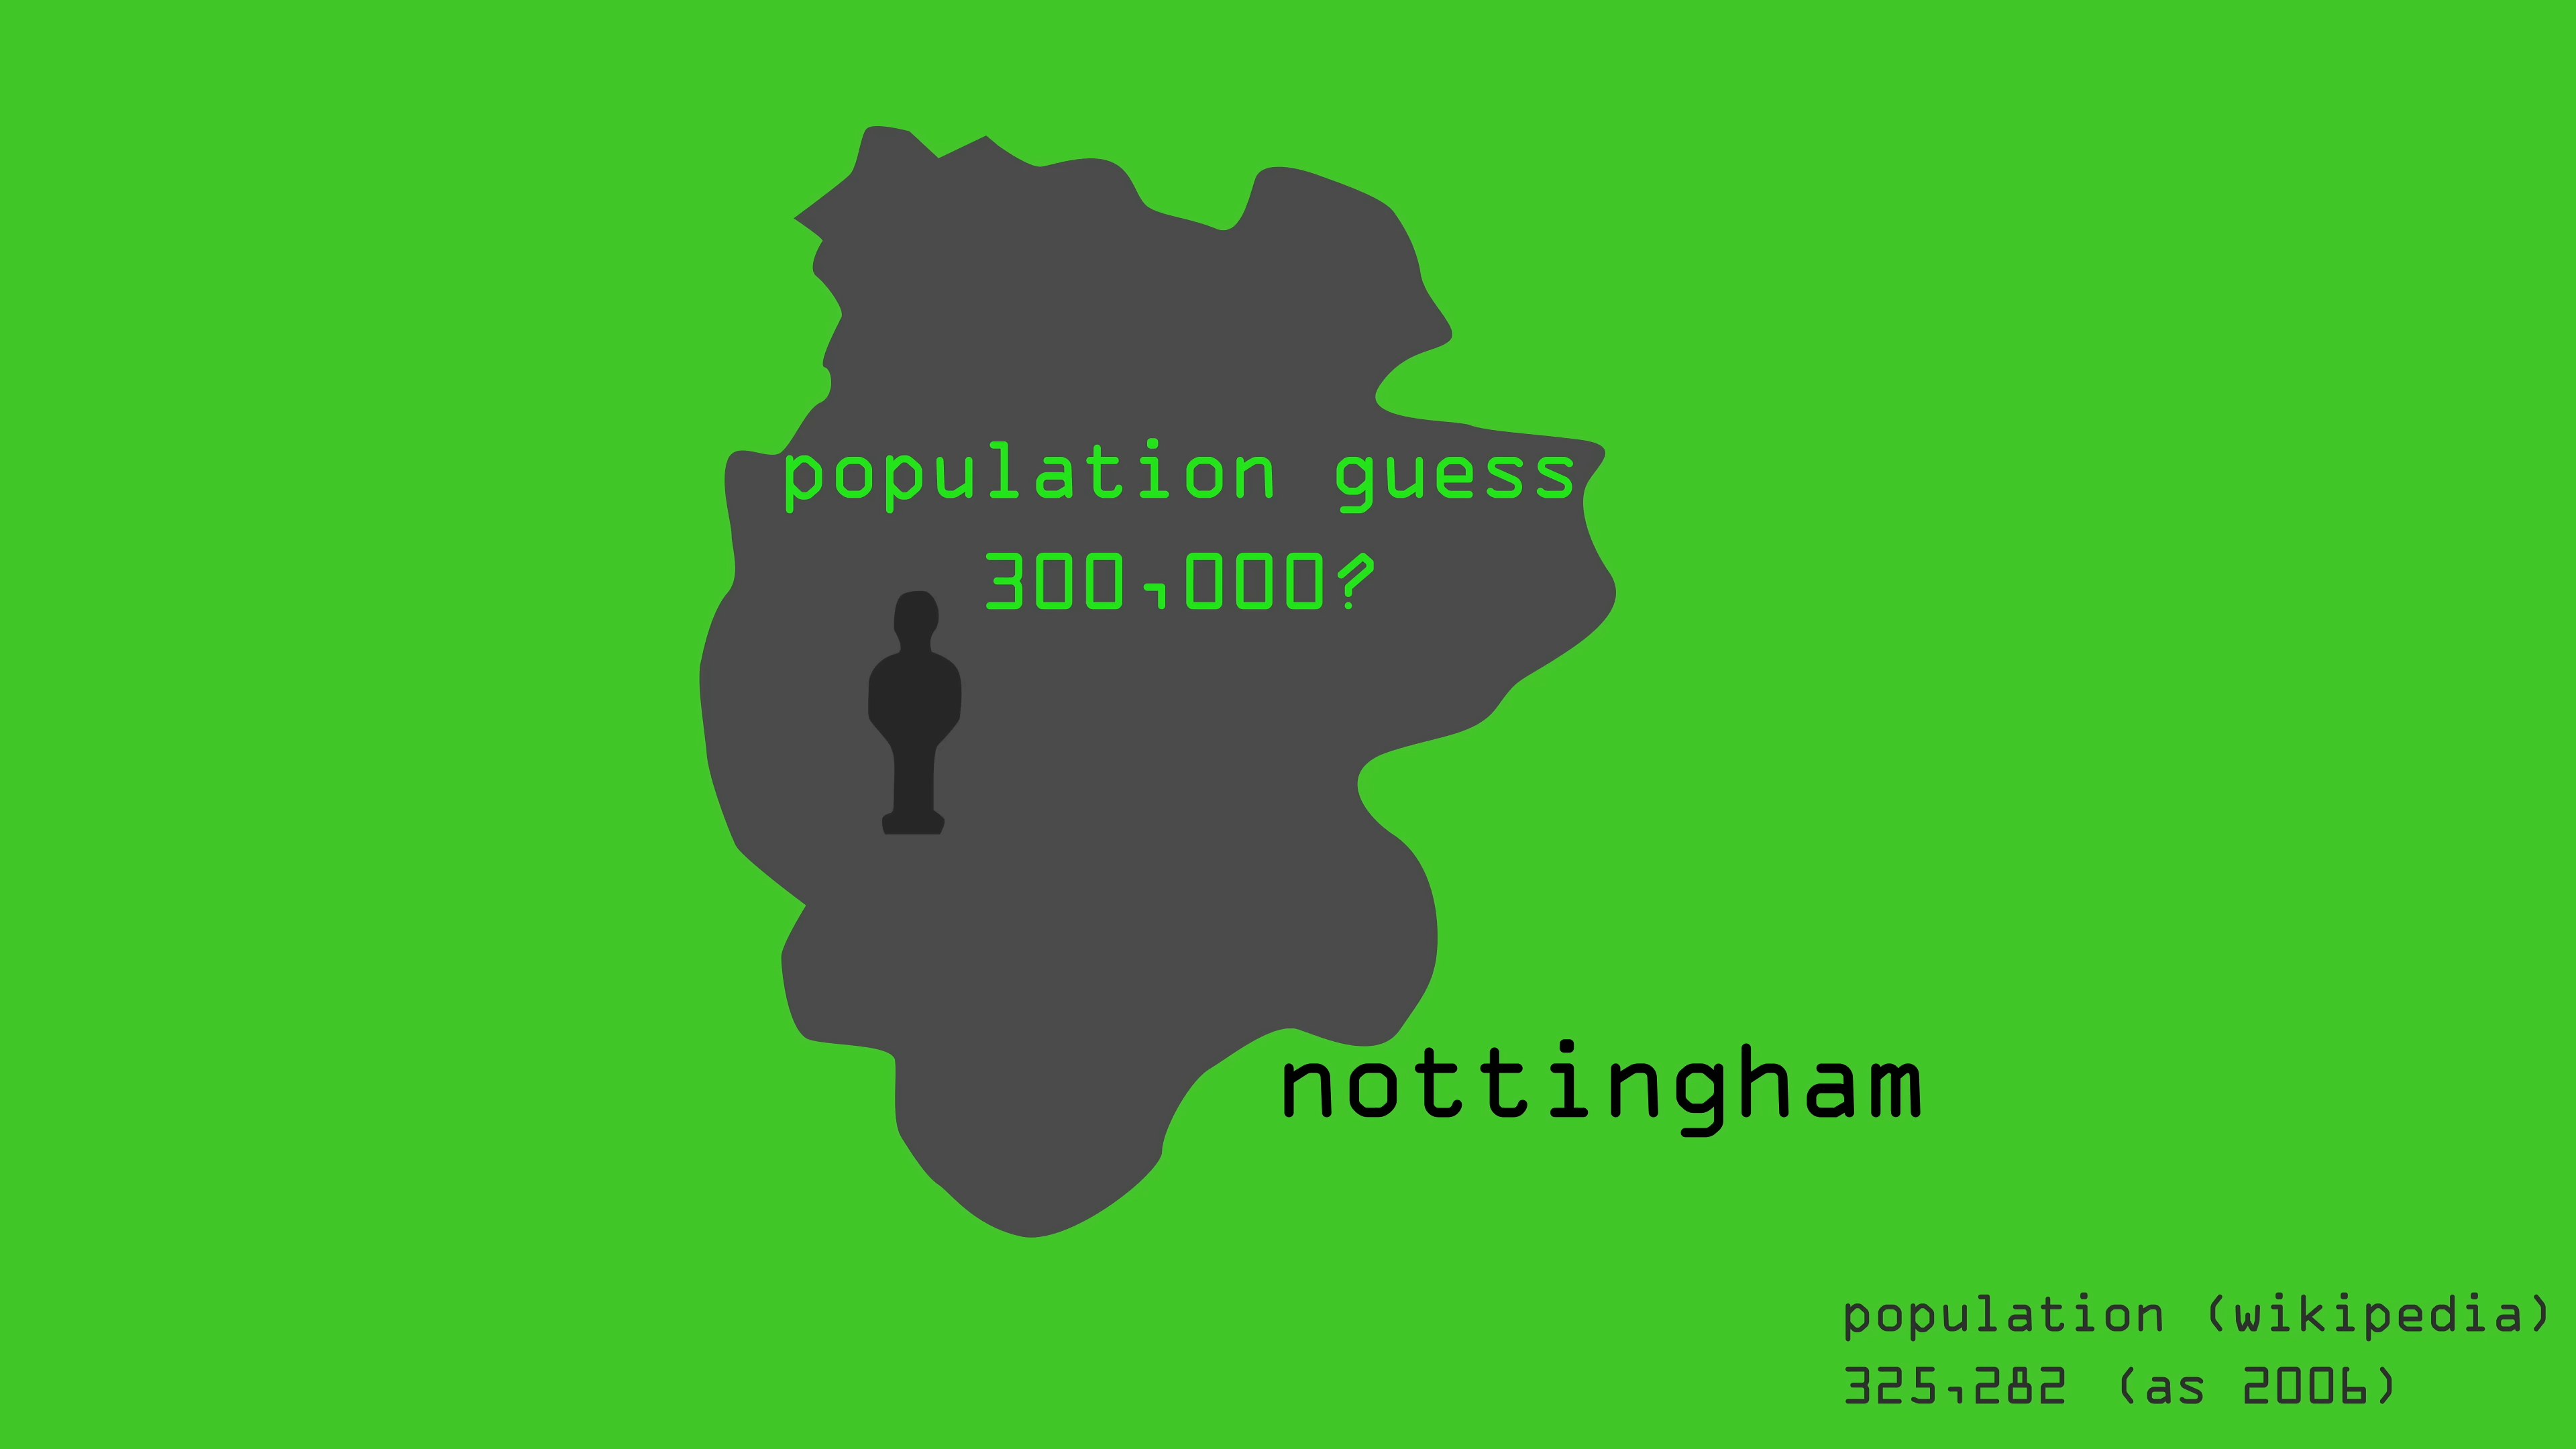 population guess
300,000?
nottingham
population (wikipedia)
325,282 (as 2006)